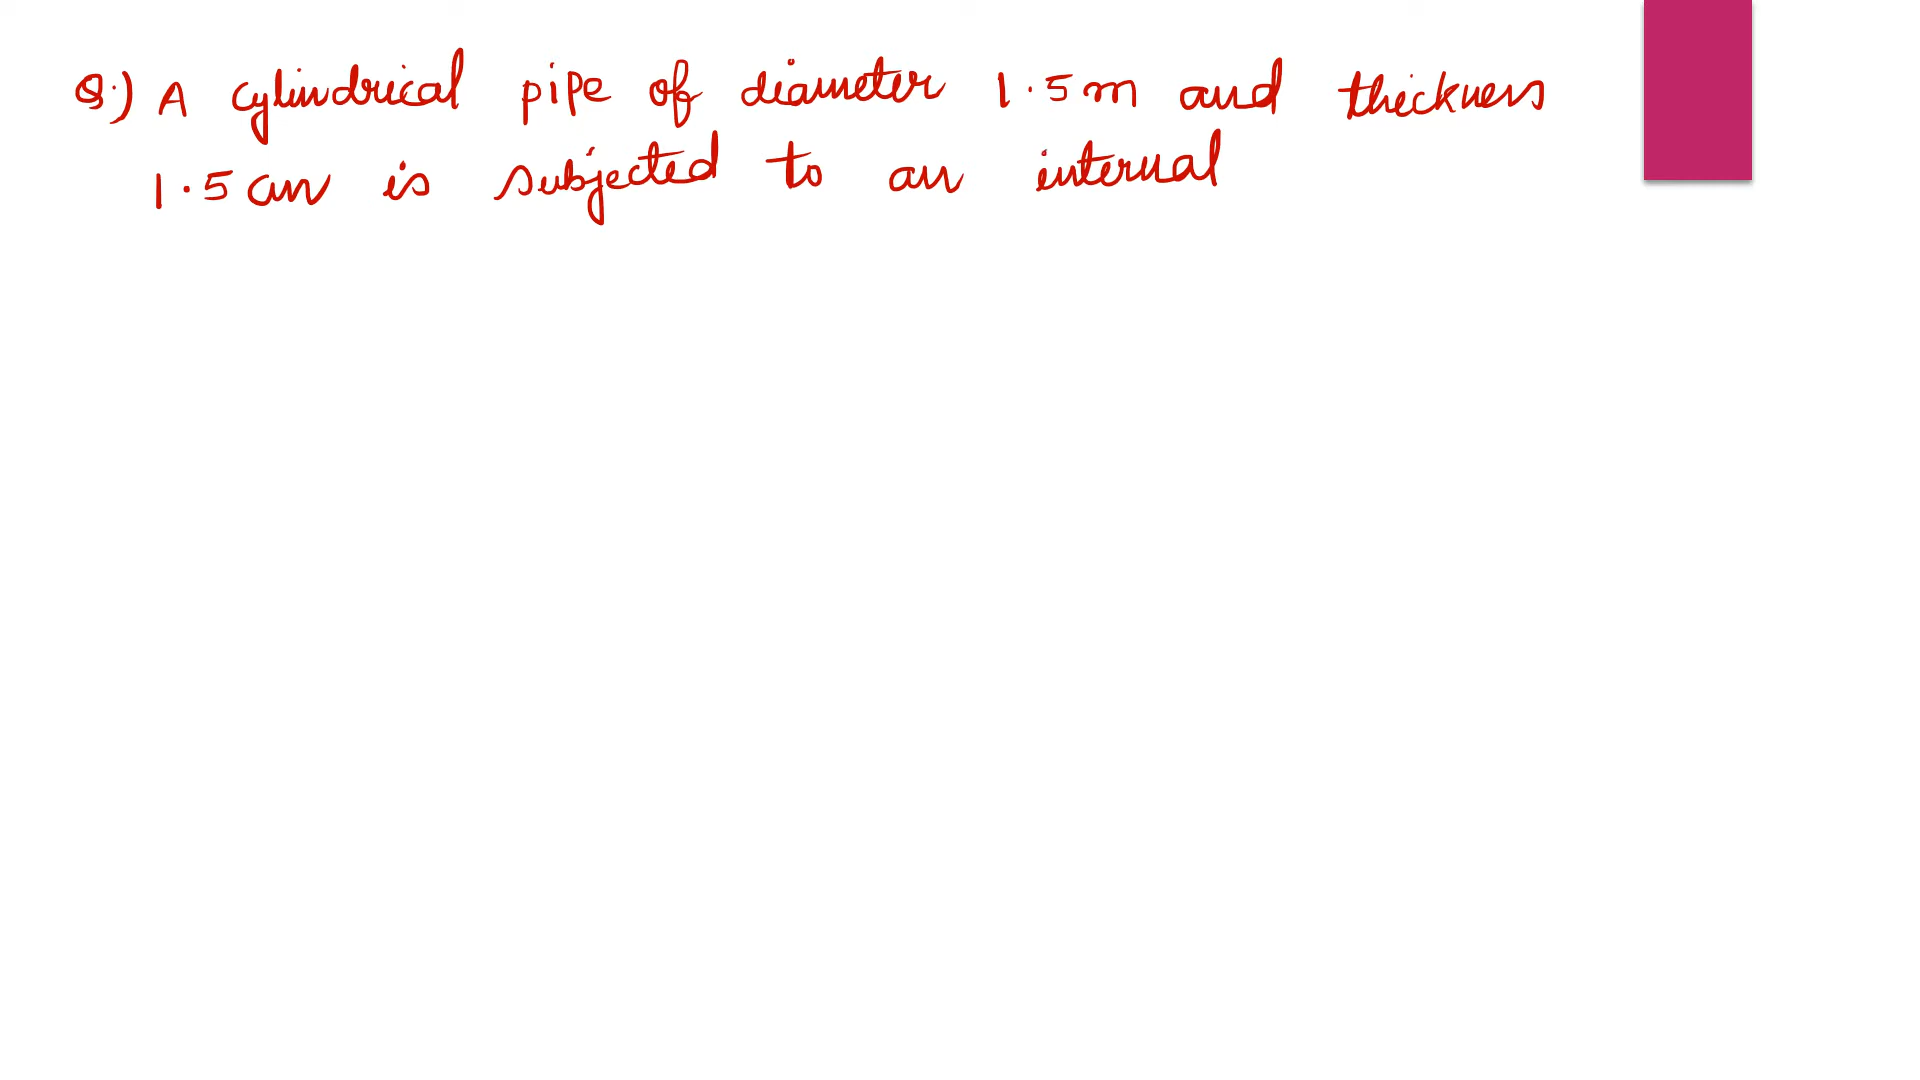 Q.) A cylindrical pipe of diameter 1.5m and thickness
1.5cm is subjected to an internal